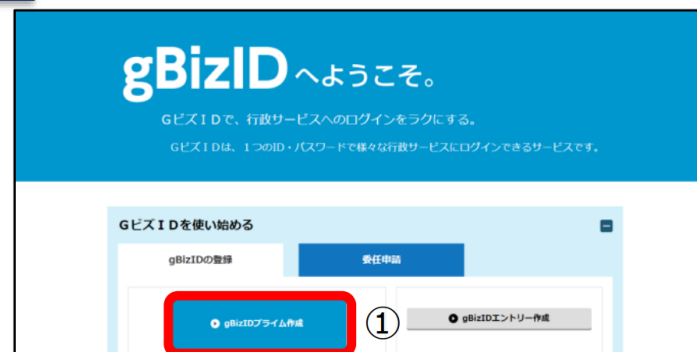 gBizIDへようこそ。
GビズIDで、行政サービスへのログインをラクにする。
GビズIDは、1つのID・パスワードで様々な行政サービスにログインできるサービスです。
GビズIDを使い始める
gBizIDの登録 委任申請
gBizIDプライム作成 ① gBizIDエントリー作成